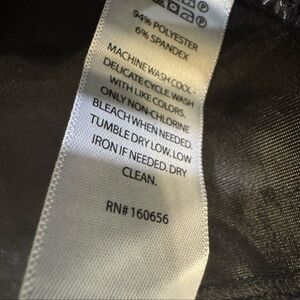 94% POLYESTER
6% SPANDEX
MACHINE WASH COOL -
DELICATE CYCLE. WASH
WITH LIKE COLORS.
ONLY NON-CHLORINE
BLEACH WHEN NEEDED.
TUMBLE DRY LOW. LOW
IRON IF NEEDED. DRY
CLEAN.
RN# 160656